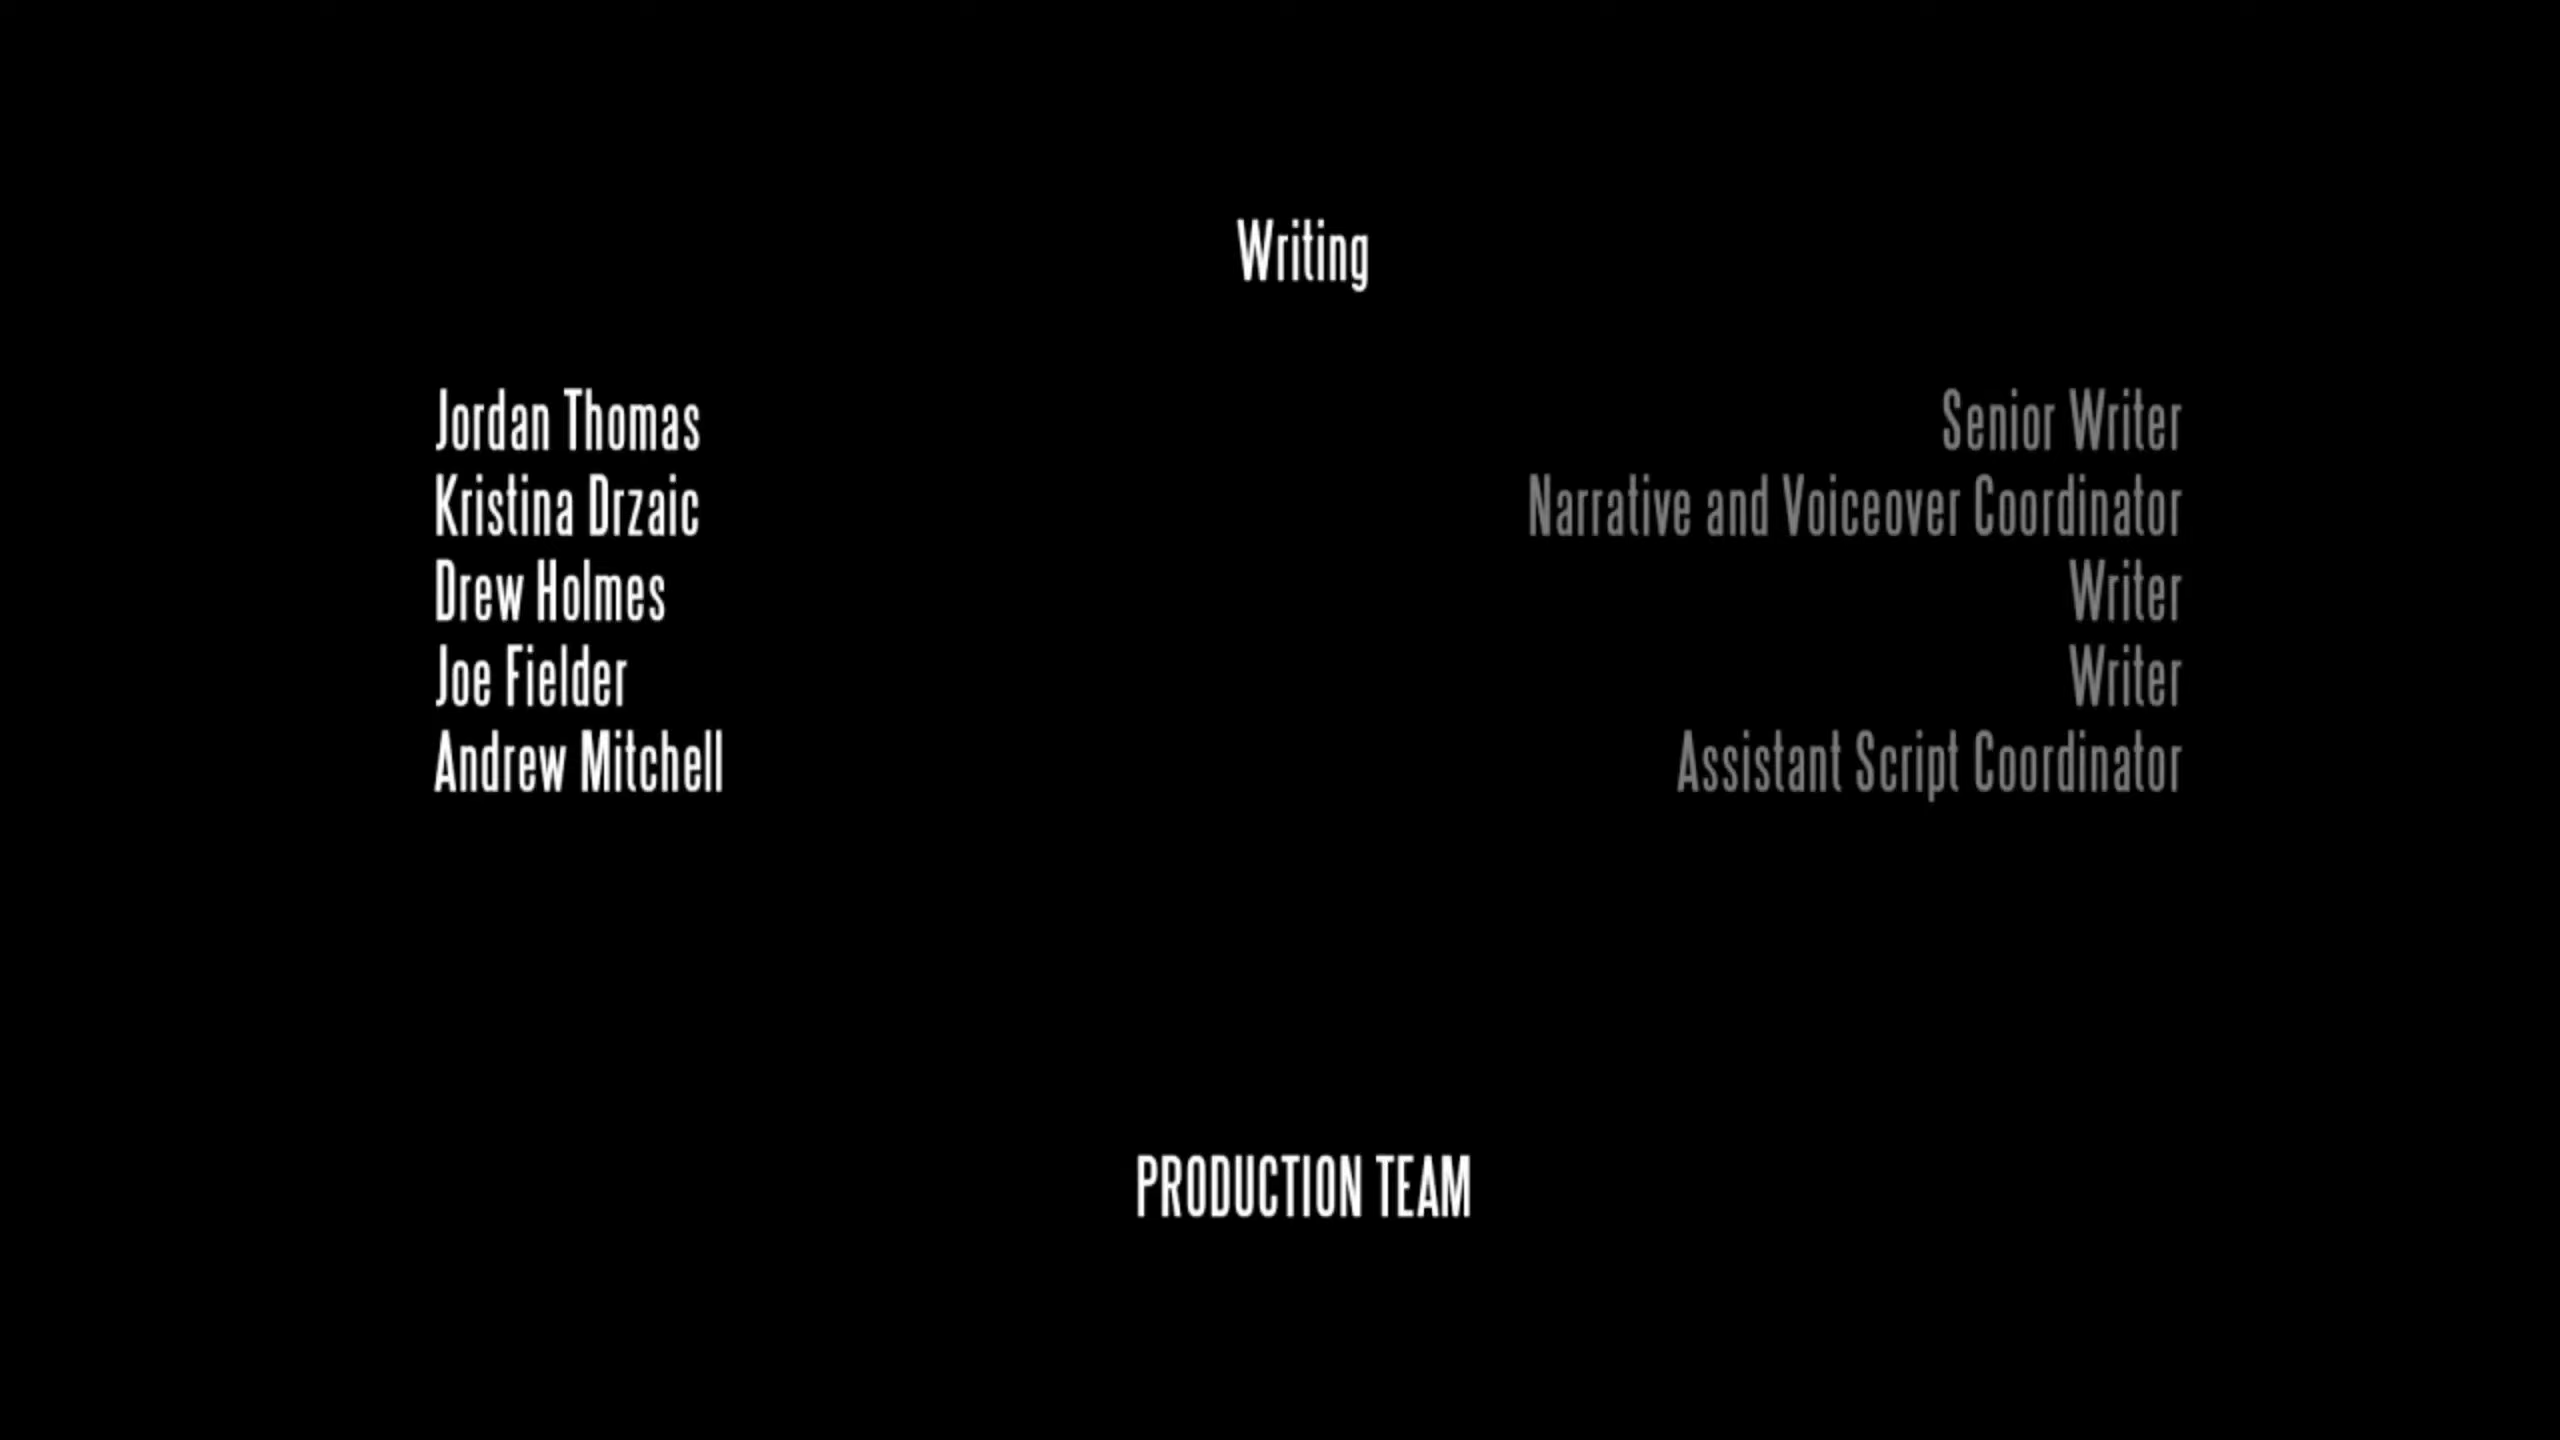 Writing
Jordan Thomas Senior Writer
Kristina Drzaic Narrative and Voiceover Coordinator
Drew Holmes Writer
Joe Fielder Writer
Andrew Mitchell Assistant Script Coordinator
PRODUCTION TEAM